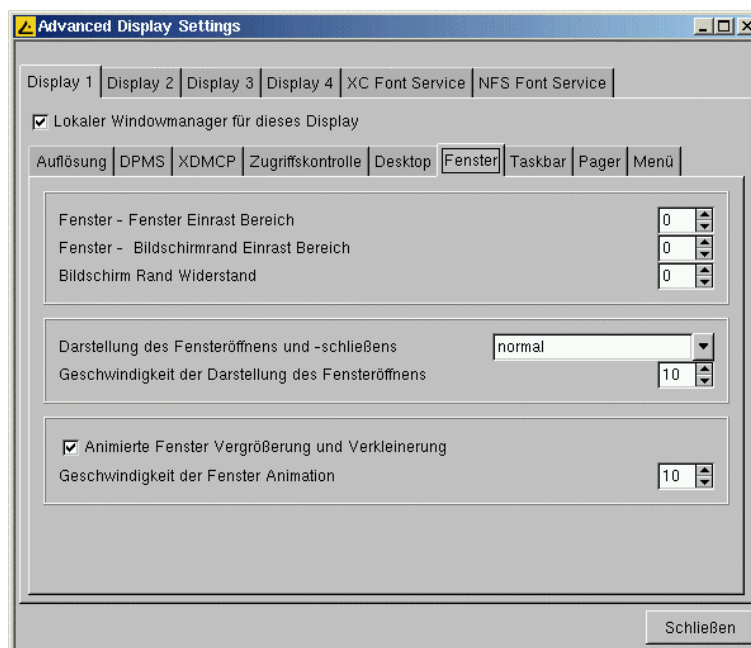 Advanced Display Settings
Display 1 Display 2 Display 3 Display 4 XC Font Service NFS Font Service
Lokaler Windowmanager für dieses Display
Auflösung DPMS XDMCP Zugriffskontrolle Desktop Fenster Taskbar Pager Menü
Fenster - Fenster Einrast Bereich 0
Fenster - Bildschirmrand Einrast Bereich 0
Bildschirm Rand Widerstand 0
Darstellung des Fensteröffnens und -schließens normal
Geschwindigkeit der Darstellung des Fensteröffnens 10
Animierte Fenster Vergrößerung und Verkleinerung
Geschwindigkeit der Fenster Animation 10
Schließen